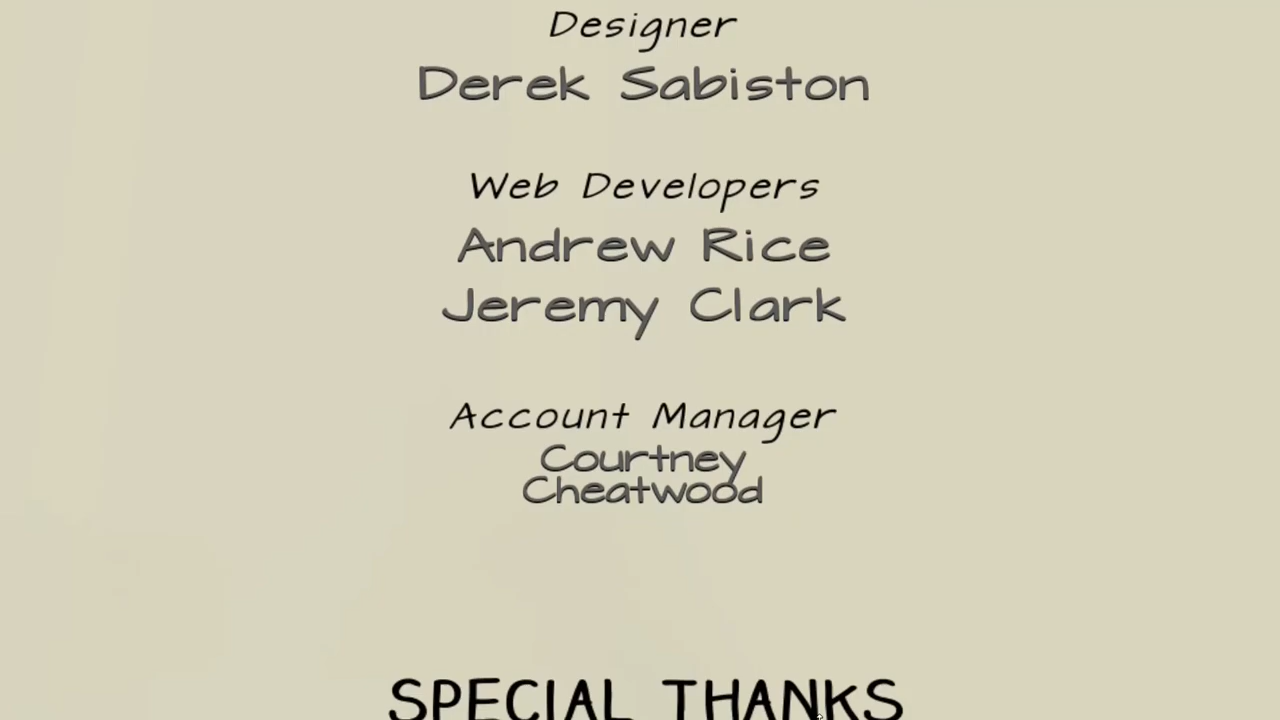 Designer
Derek Sabiston
Web Developers
Andrew Rice
Jeremy Clark
Account Manager
Courtney
Cheatwood
SPECIAL THANKS